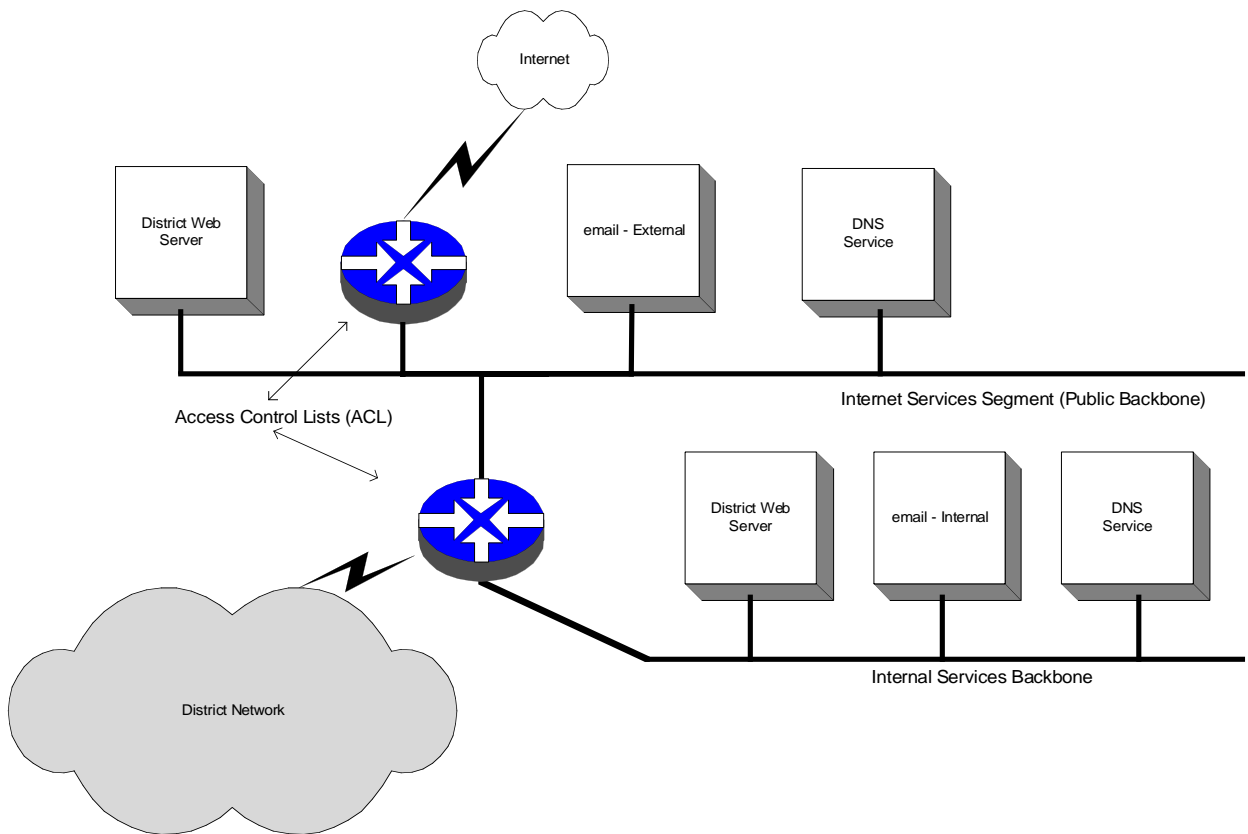 Internet
District Web
Server
email - External
DNS
Service
Internet Services Segment (Public Backbone)
Access Control Lists (ACL)
District Web
Server
email - Internal
DNS
Service
Internal Services Backbone
District Network